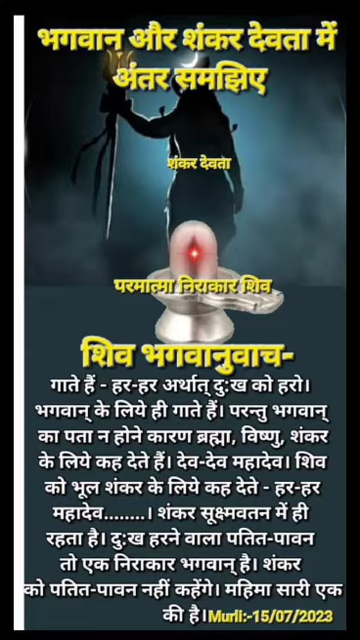 भगवान और शंकर देवता में
अंतर समझिए
शंकर देवता
परमात्मा निराकार शिव
शिव भगवानुवाच-
गाते हैं - हर-हर अर्थात् दु:ख को हरो।
भगवान् के लिये ही गाते हैं। परन्तु भगवान्
का पता न होने कारण ब्रह्मा, विष्णु, शंकर
के लिये कह देते हैं। देव-देव महादेव। शिव
को भूल शंकर के लिये कह देते - हर-हर
महादेव........। शंकर सूक्ष्मवतन में ही
रहता है। दु:ख हरने वाला पतित-पावन
तो एक निराकार भगवान् है। शंकर
को पतित-पावन नहीं कहेंगे। महिमा सारी एक
की है।Murli:-15/07/2023